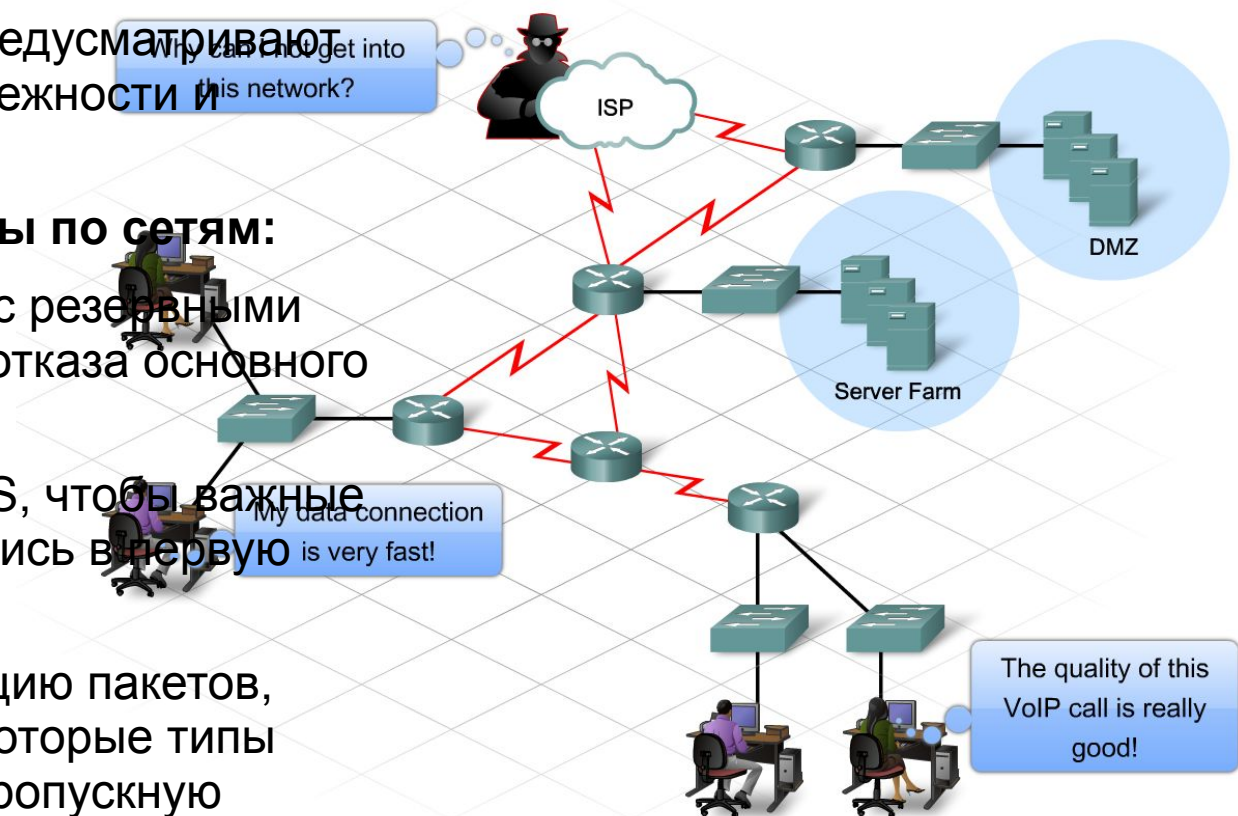 едусматривают
ежности и
Why can I not get into
this network?
ISP
DMZ
ы по сетям:
с резервными
отказа основного
Server Farm
S, чтобы важные
ись в первую
My data connection
is very fast!
цию пакетов,
оторые типы
ропускную
The quality of this
VoIP call is really
good!